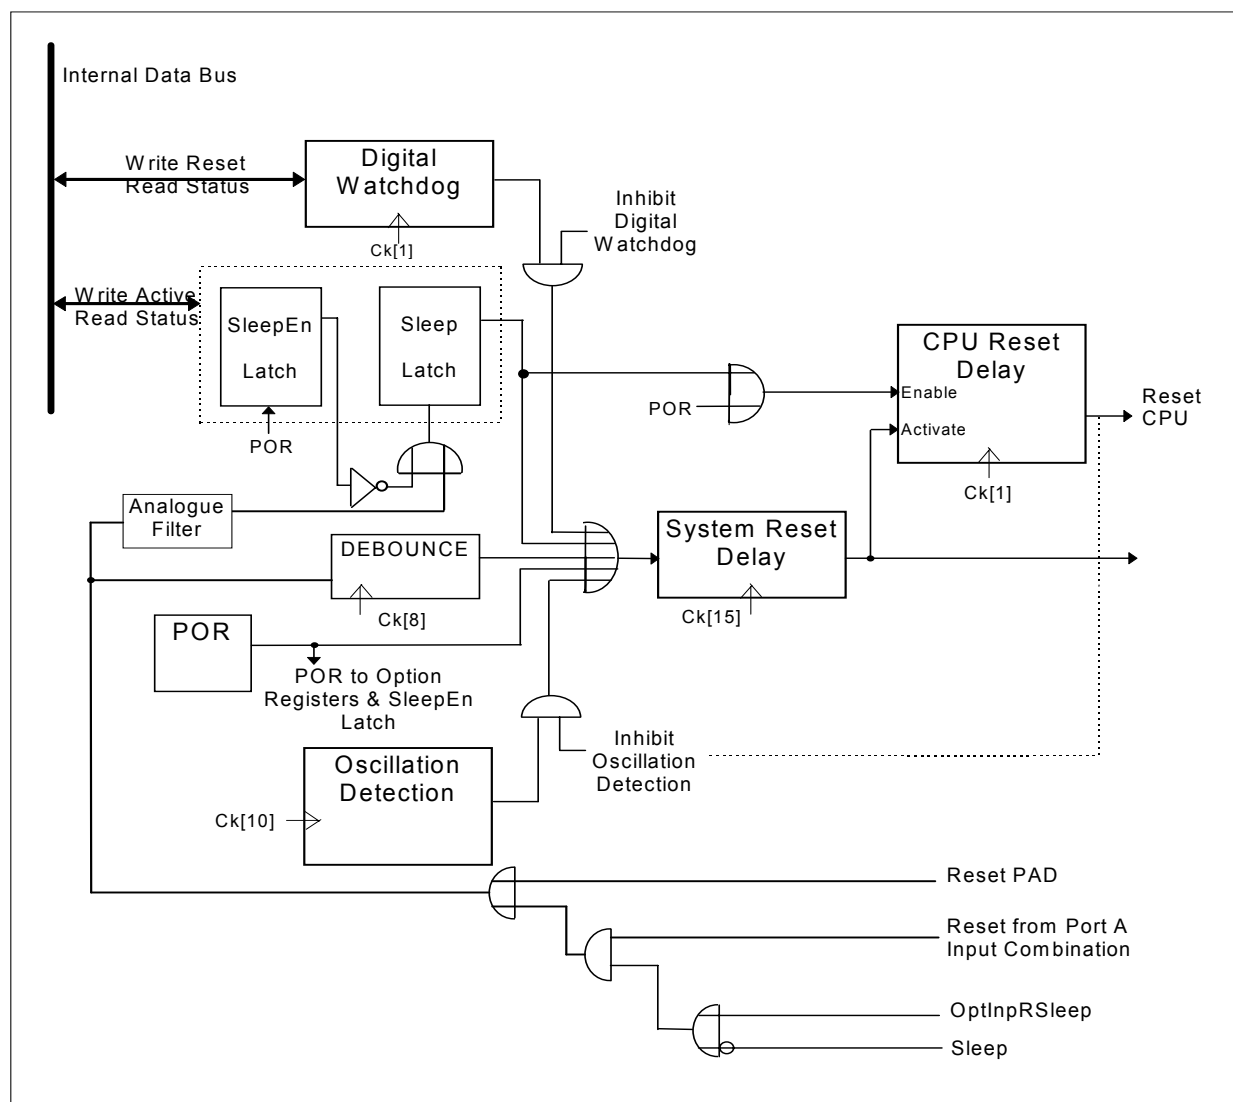 Internal Data Bus
Write Reset
Read Status
Digital
Watchdog
Ck[1]
Inhibit
Digital
Watchdog
Write Active
Read Status
SleepEn
Latch
Sleep
Latch
POR
CPU Reset
Delay
Enable
Activate
Ck[1]
Reset
CPU
POR
Analogue
Filter
DEBOUNCE
Ck[8]
System Reset
Delay
Ck[15]
POR
POR to Option
Registers & SleepEn
Latch
Inhibit
Oscillation
Detection
Oscillation
Detection
Ck[10]
Reset PAD
Reset from Port A
Input Combination
OptInpRSleep
Sleep